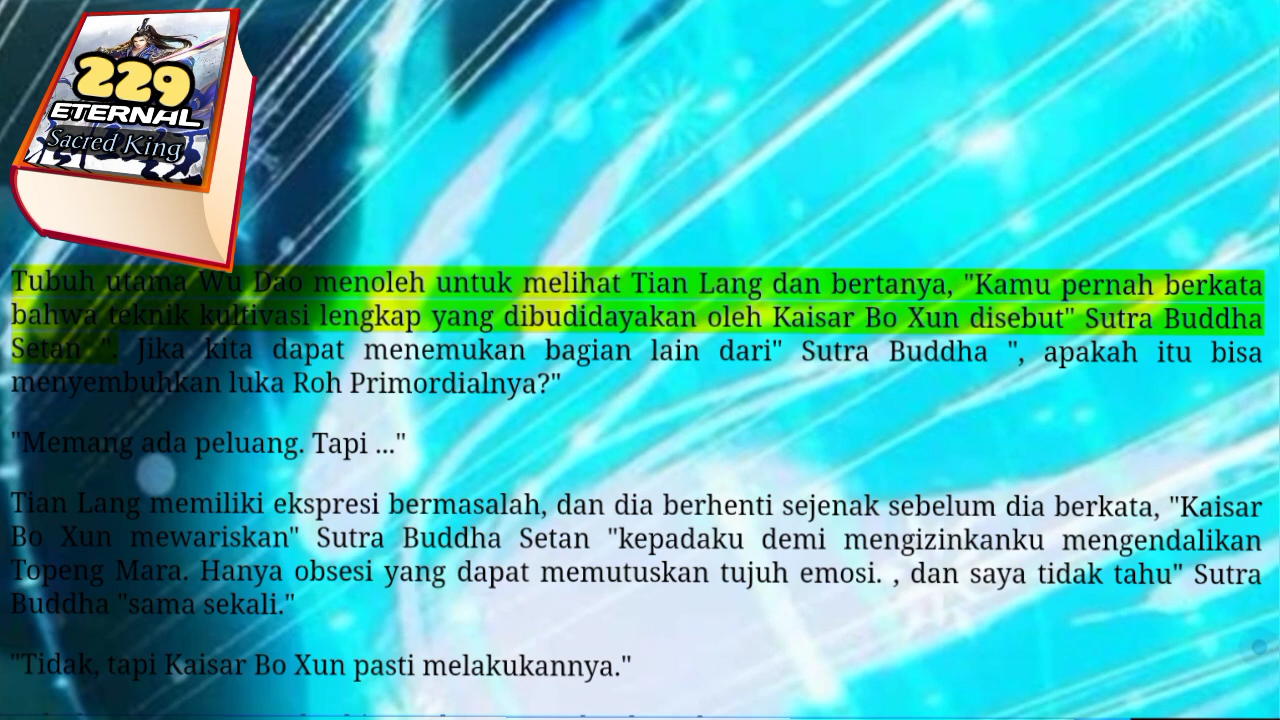 229
ETERNAL
Sacred King
Tubuh utama Wu Dao menoleh untuk melihat Tian Lang dan bertanya, "Kamu pernah berkata
bahwa teknik kultivasi lengkap yang dibudidayakan oleh Kaisar Bo Xun disebut" Sutra Buddha
Setan ". Jika kita dapat menemukan bagian lain dari" Sutra Buddha ", apakah itu bisa
menyembuhkan luka Roh Primordialnya?"
"Memang ada peluang. Tapi ..."
Tian Lang memiliki ekspresi bermasalah, dan dia berhenti sejenak sebelum dia berkata, "Kaisar
Bo Xun mewariskan" Sutra Buddha Setan "kepadaku demi mengizinkanku mengendalikan
Topeng Mara. Hanya obsesi yang dapat memutuskan tujuh emosi. , dan saya tidak tahu" Sutra
Buddha "sama sekali."
"Tidak, tapi Kaisar Bo Xun pasti melakukannya."